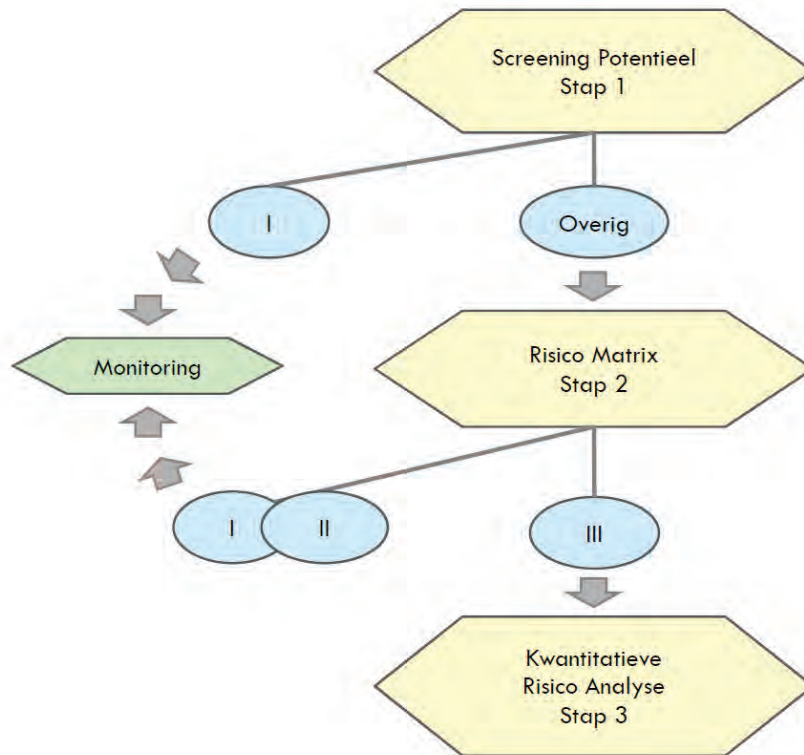 Screening Potentieel
Stap 1
I
Overig
Monitoring
Risico Matrix
Stap 2
I
II
III
Kwantitatieve
Risico Analyse
Stap 3